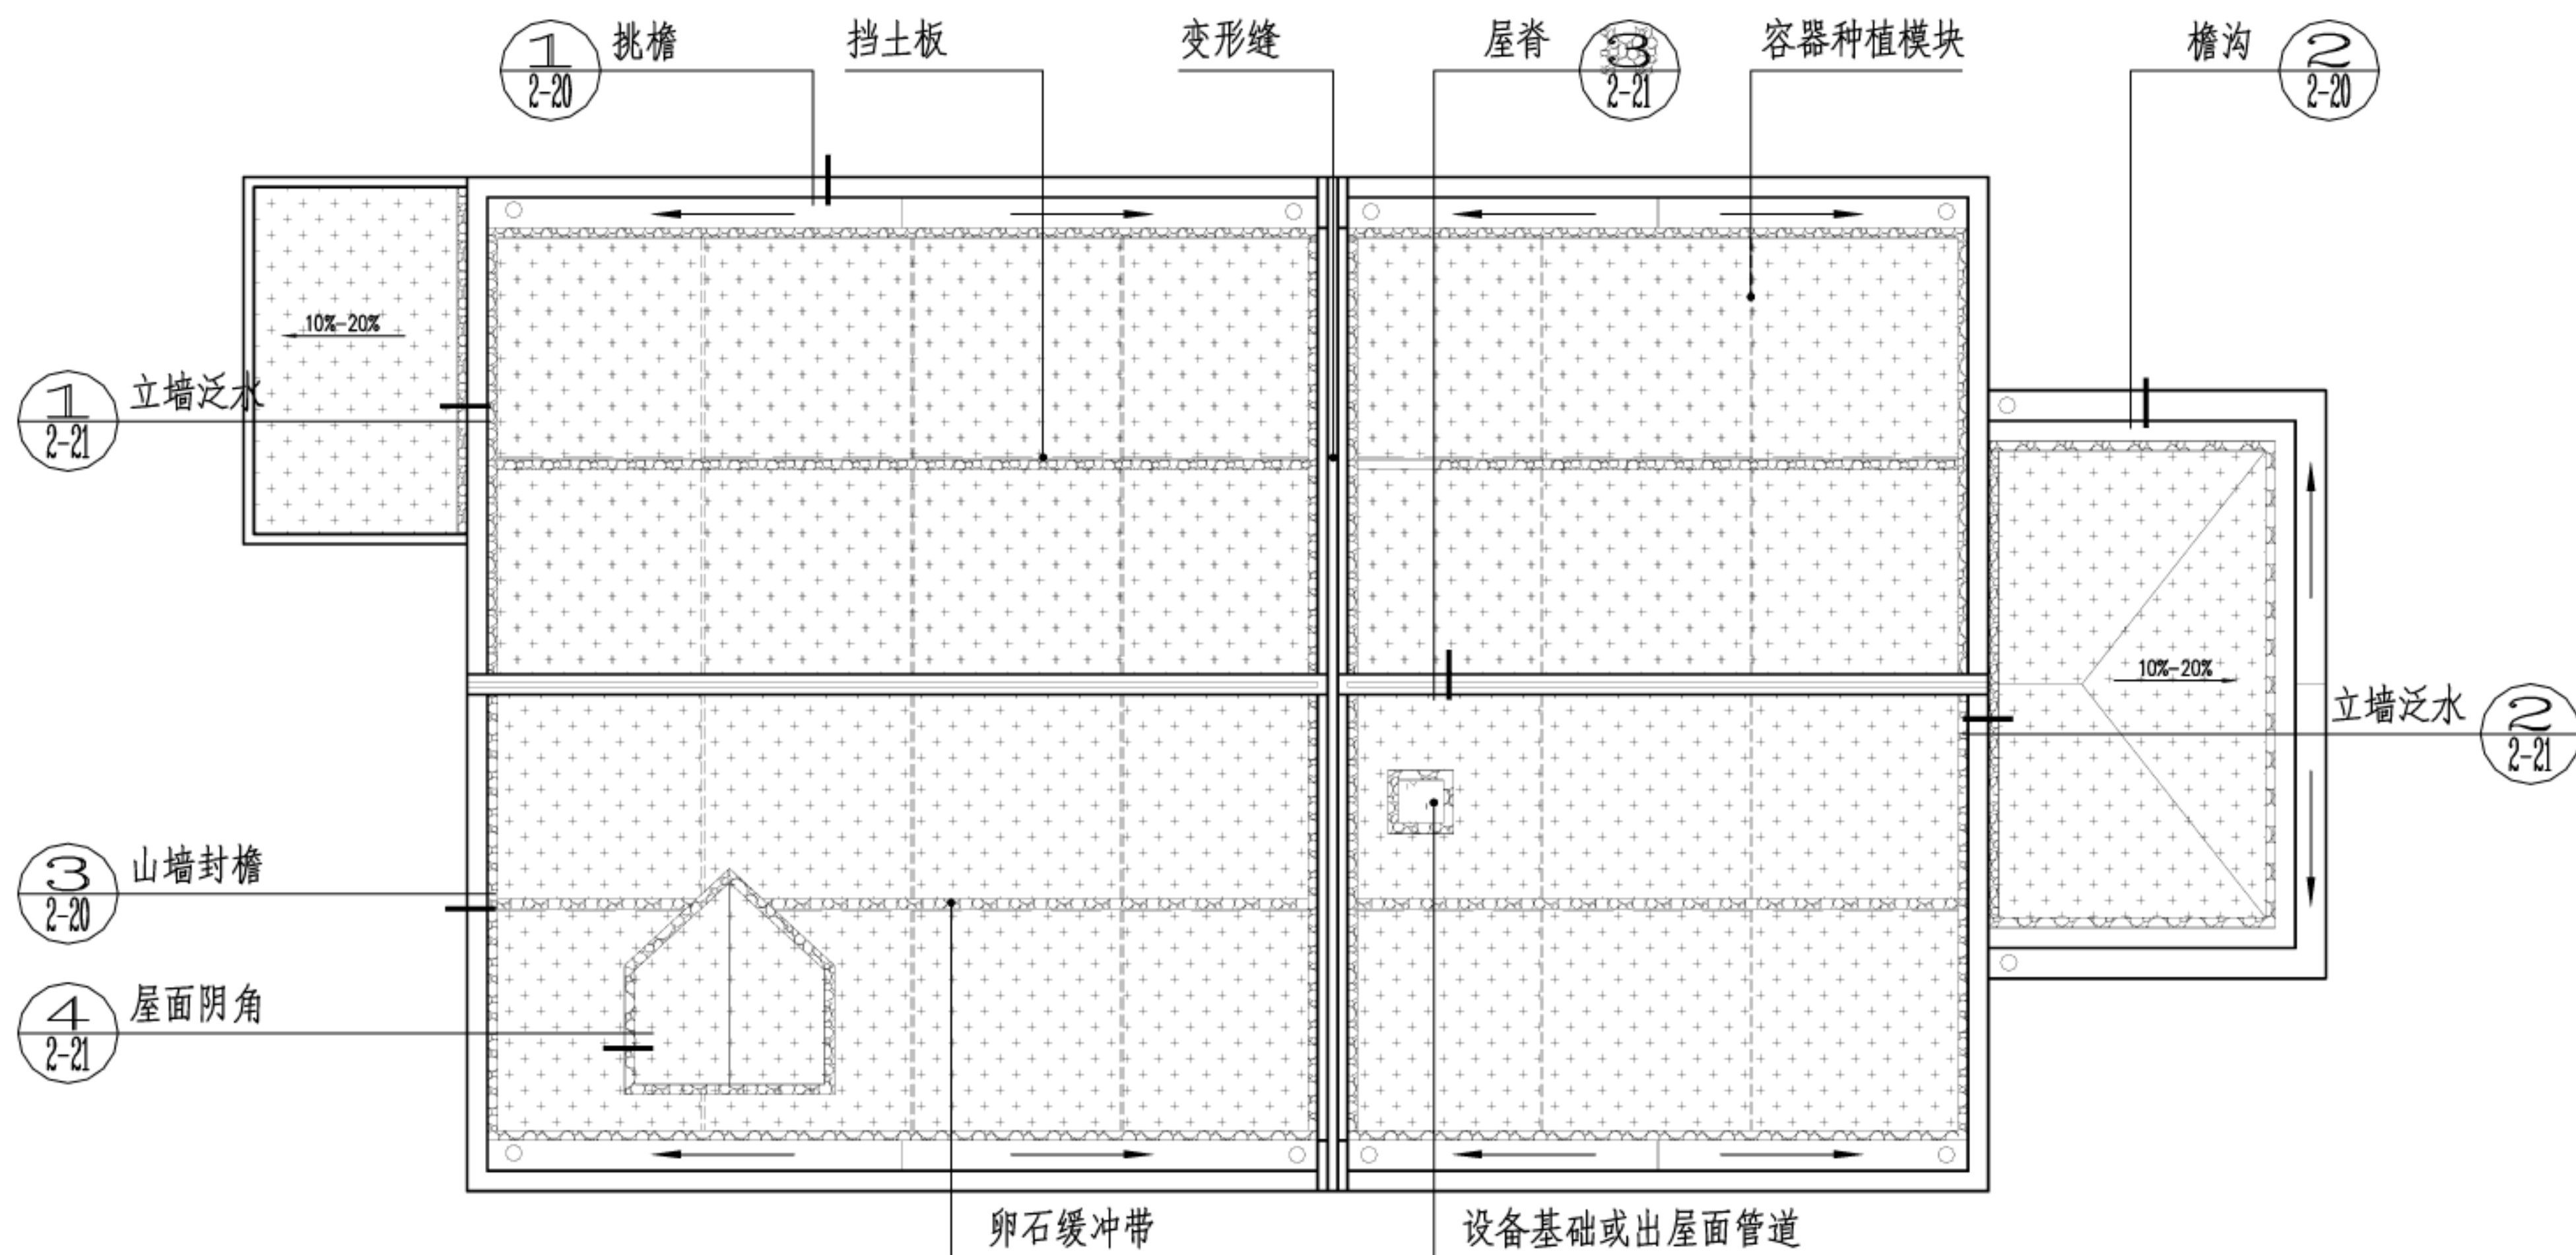 1
2-20
挑檐
挡土板
变形缝
屋脊
3
2-21
容器种植模块
檐沟
2
2-20
10%-20%
1
2-21
立墙泛水
10%-20%
立墙泛水
2
2-21
3
2-20
山墙封檐
4
2-21
屋面阴角
卵石缓冲带
设备基础或出屋面管道